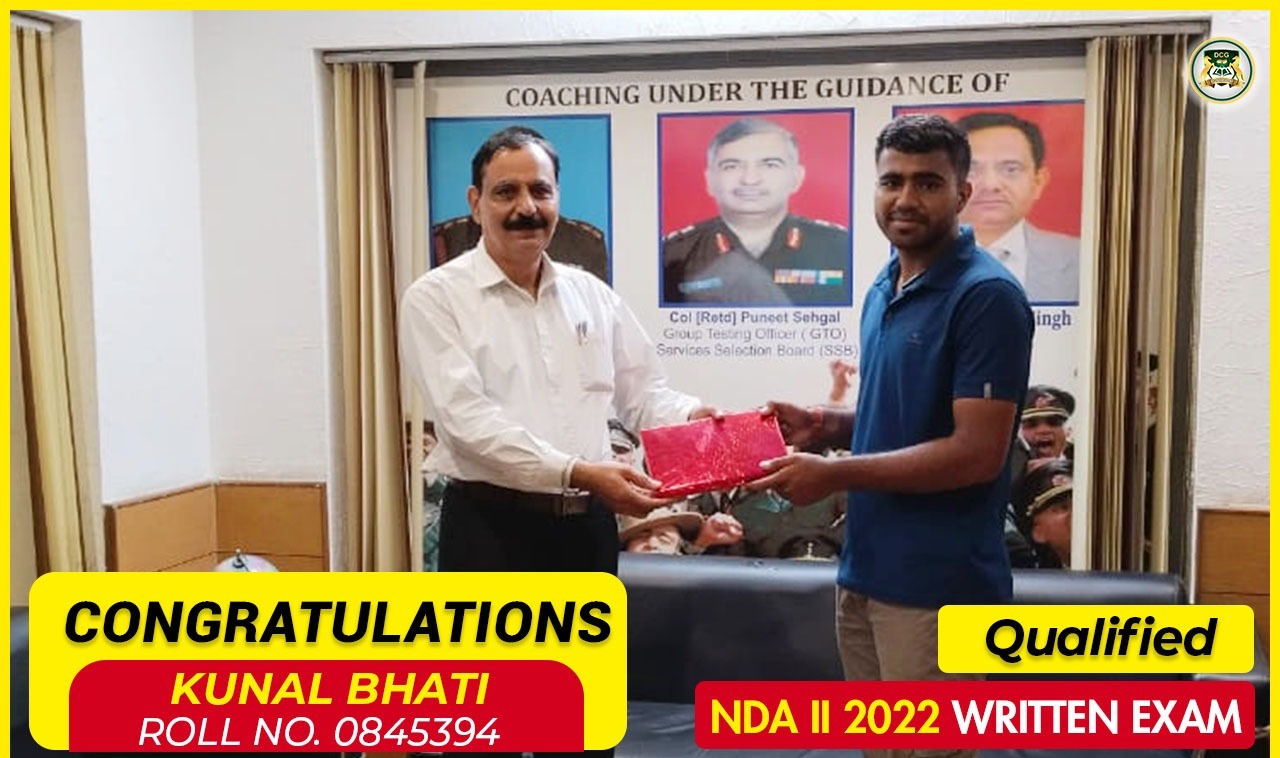 COACHING UNDER THE GUIDANCE OF
DCG
Col [Retd] Puneet Sehgal
Group Testing Officer ( GTO)
Services Selection Board (SSB)
ingh
CONGRATULATIONS
KUNAL BHATI
ROLL NO. 0845394
Qualified
NDA II 2022 WRITTEN EXAM